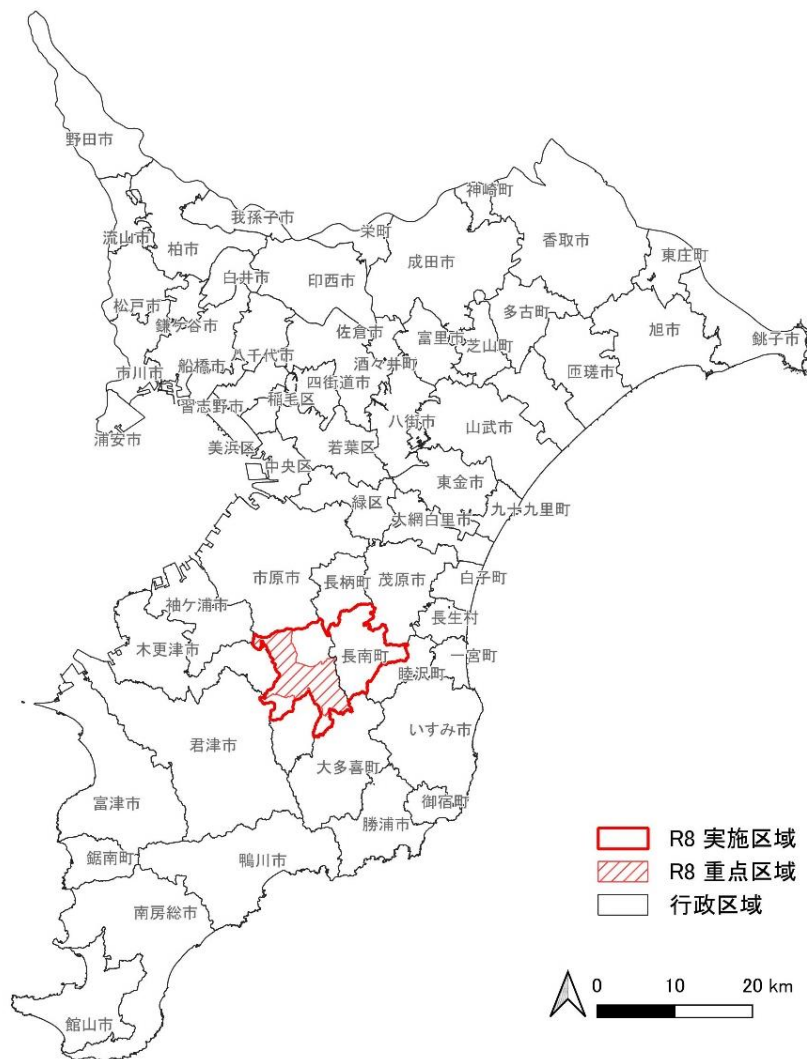 野田市
流山市
柏市
我孫子市
栄町
神崎町
香取市
東庄町
成田市
白井市
印西市
松戸市
鎌ケ谷市
佐倉市
富里市
多古町
芝山町
旭市
銚子市
匝瑳市
市川市
船橋市
八千代市
酒々井町
四街道市
浦安市
習志野市
稲毛区
美浜区
中央区
若葉区
八街市
山武市
東金市
緑区
大網白里市
九十九里町
市原市
長柄町
茂原市
白子町
袖ケ浦市
長生村
木更津市
長南町
一宮町
睦沢町
君津市
いすみ市
大多喜町
富津市
御宿町
勝浦市
鋸南町
鴨川市
南房総市
館山市
R8 実施区域
R8 重点区域
行政区域
0 10 20 km